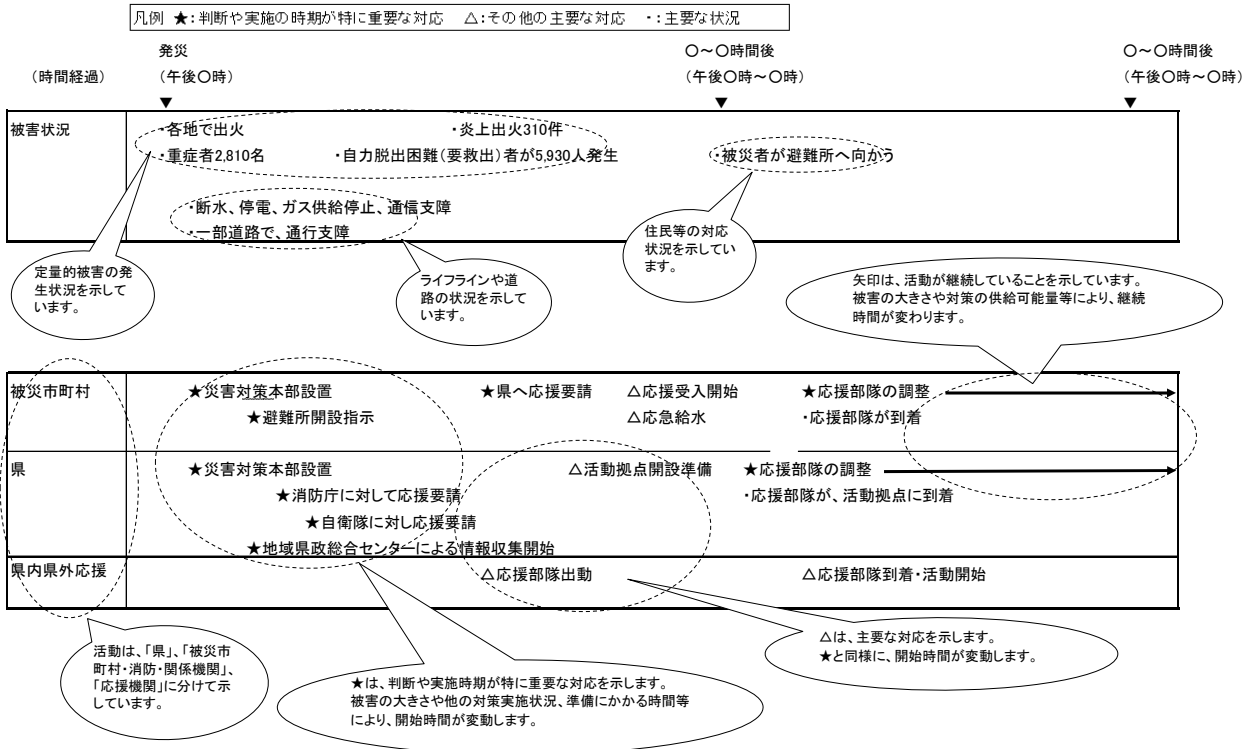 凡例 ★:判断や実施の時期が特に重要な対応 △:その他の主要な対応 ・:主要な状況
発災
〇～〇時間後
〇～〇時間後
(時間経過)
(午後〇時)
(午後〇時～〇時)
(午後〇時～〇時)
▼
▼
▼
被害状況
・各地で出火
・炎上出火310件
・重症者2,810名
・自力脱出困難(要救出)者が5,930人発生
・被災者が避難所へ向かう
・断水、停電、ガス供給停止、通信支障
・一部道路で、通行支障
定量的被害の発
生状況を示して
います。
ライフラインや道
路の状況を示して
います。
住民等の対応
状況を示してい
ます。
矢印は、活動が継続していることを示しています。
被害の大きさや対策の供給可能量等により、継続
時間が変わります。
被災市町村
★災害対策本部設置
★県へ応援要請
△応援受入開始
★応援部隊の調整
★避難所開設指示
△応急給水
・応援部隊が到着
県
★災害対策本部設置
△活動拠点開設準備
★応援部隊の調整
★消防庁に対して応援要請
・応援部隊が、活動拠点に到着
★自衛隊に対し応援要請
★地域県政総合センターによる情報収集開始
県内県外応援
△応援部隊出動
△応援部隊到着・活動開始
活動は、「県」、「被災市
町村・消防・関係機関」、
「応援機関」に分けて示
しています。
★は、判断や実施時期が特に重要な対応を示します。
被害の大きさや他の対策実施状況、準備にかかる時間等
により、開始時間が変動します。
△は、主要な対応を示します。
★と同様に、開始時間が変動します。